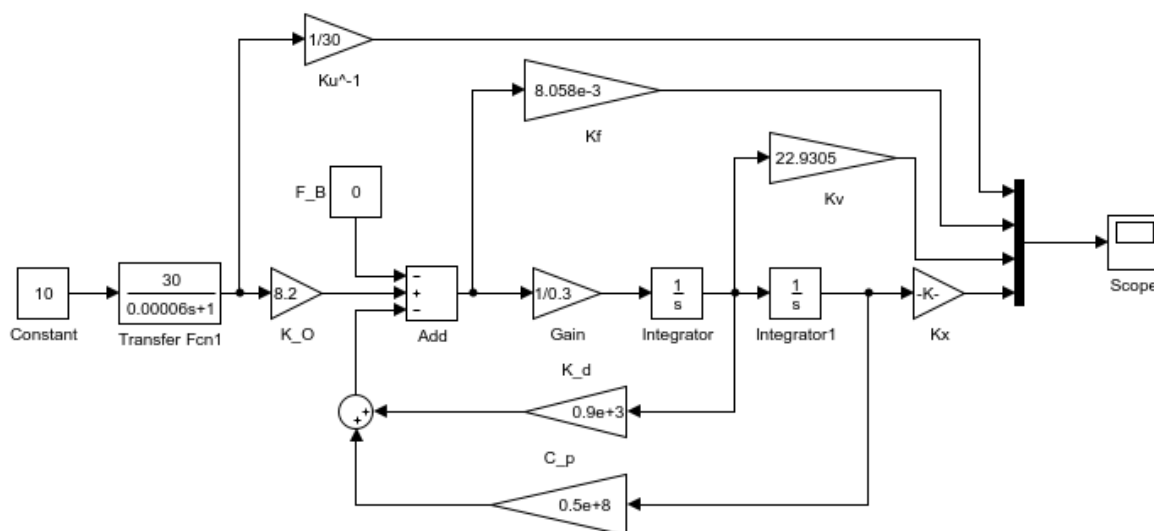 1/30
Ku^-1
8.058e-3
Kf
22.9305
Kv
F_B
0
10
Constant
30
0.00006s+1
Transfer Fcn1
8.2
K_O
−
+
−
Add
1/0.3
Gain
1
s
Integrator
1
s
Integrator1
-K-
Kx
Scope
K_d
0.9e+3
+
+
C_p
0.5e+8